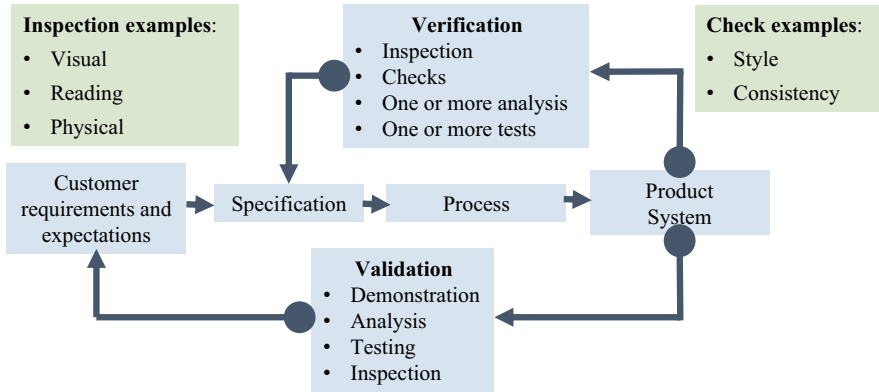 Inspection examples:
• Visual
• Reading
• Physical
Verification
• Inspection
• Checks
• One or more analysis
• One or more tests
Check examples:
• Style
• Consistency
Customer
requirements and
expectations
Specification
Process
Product
System
Validation
• Demonstration
• Analysis
• Testing
• Inspection